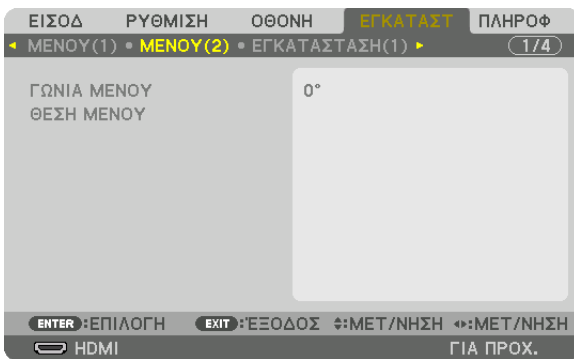 ΕΙΣΟΔ ΡΥΘΜΙΣΗ ΟΘΟΝΗ ΕΓΚΑΤΑΣΤ ΠΛΗΡΟΦ
ΜΕΝΟΥ(1) • ΜΕΝΟΥ(2) • ΕΓΚΑΤΑΣΤΑΣΗ(1) 1/4
ΓΩΝΙΑ ΜΕΝΟΥ 0°
ΘΕΣΗ ΜΕΝΟΥ
ENTER :ΕΠΙΛΟΓΗ EXIT :ΈΞΟΔΟΣ :ΜΕΤ/ΝΗΣΗ :ΜΕΤ/ΝΗΣΗ
HDMI ΓΙΑ ΠΡΟΧ.